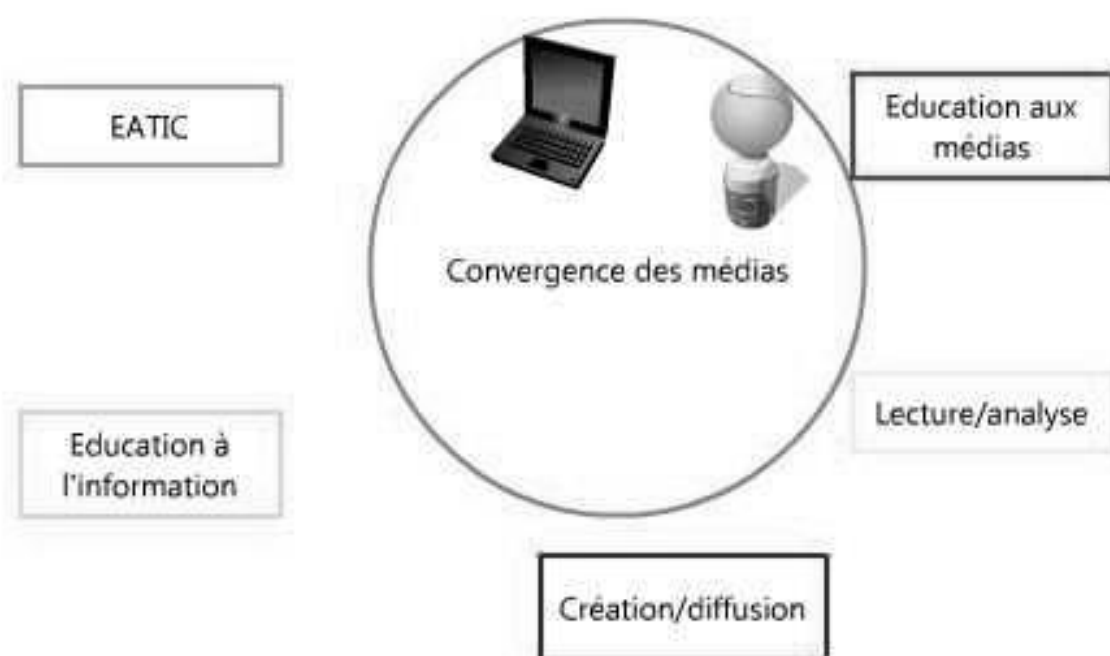 EATIC
Education aux
médias
Convergence des médias
Lecture/analyse
Education à
l'information
Création/diffusion